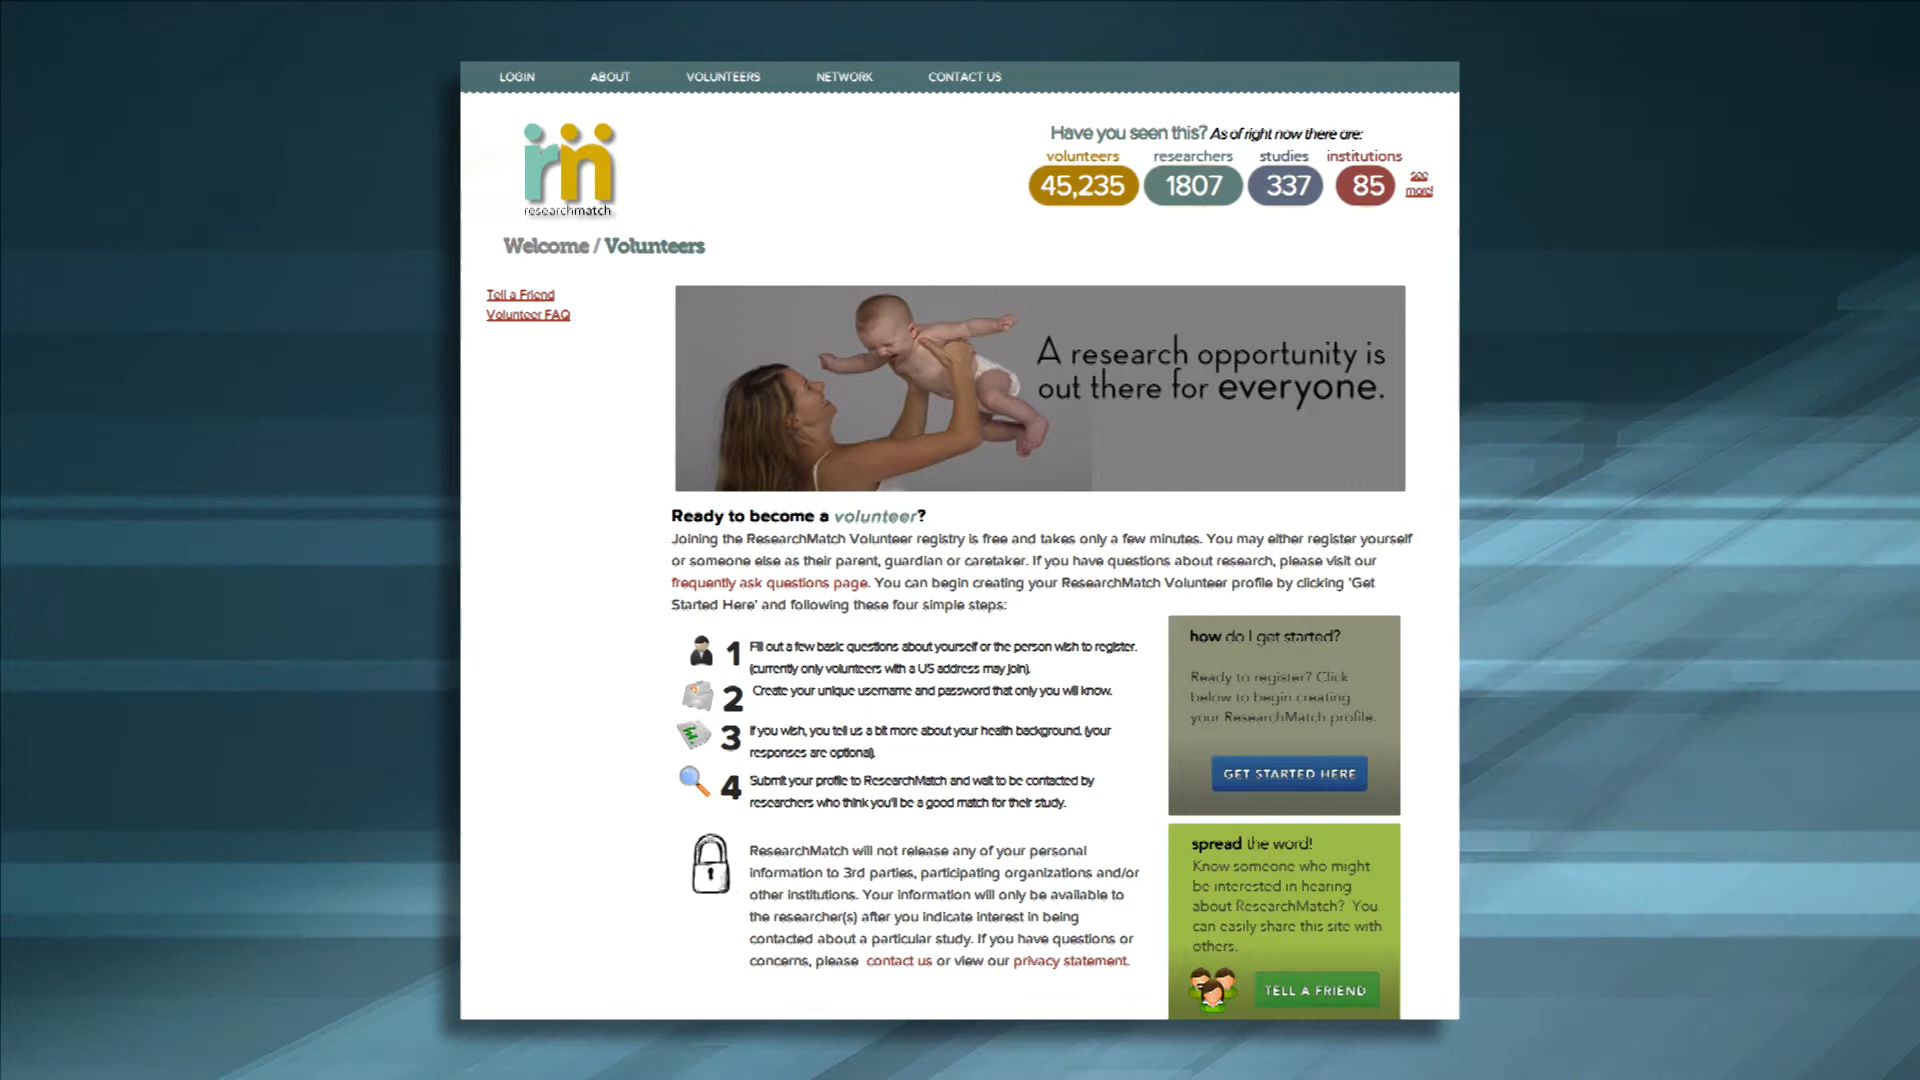 LOGIN ABOUT VOLUNTEERS NETWORK CONTACT US
rm
researchmatch
Have you seen this? As of right now there are:
volunteers researchers studies institutions
45,235 1807 337 85 see more!
Welcome / Volunteers
Tell a Friend
Volunteer FAQ
A research opportunity is
out there for everyone.
Ready to become a volunteer?
Joining the ResearchMatch Volunteer registry is free and takes only a few minutes. You may either register yourself
or someone else as their parent, guardian or caretaker. If you have questions about research, please visit our
frequently ask questions page. You can begin creating your ResearchMatch Volunteer profile by clicking 'Get
Started Here' and following these four simple steps:
1 Fill out a few basic questions about yourself or the person wish to register.
(currently only volunteers with a US address may join).
2 Create your unique username and password that only you will know.
3 If you wish, you tell us a bit more about your health background. (your
responses are optional).
4 Submit your profile to ResearchMatch and wait to be contacted by
researchers who think you'll be a good match for their study.
ResearchMatch will not release any of your personal
information to 3rd parties, participating organizations and/or
other institutions. Your information will only be available to
the researcher(s) after you indicate interest in being
contacted about a particular study. If you have questions or
concerns, please contact us or view our privacy statement.
how do I get started?
Ready to register? Click
below to begin creating
your ResearchMatch profile.
GET STARTED HERE
spread the word!
Know someone who might
be interested in hearing
about ResearchMatch? You
can easily share this site with
others.
TELL A FRIEND